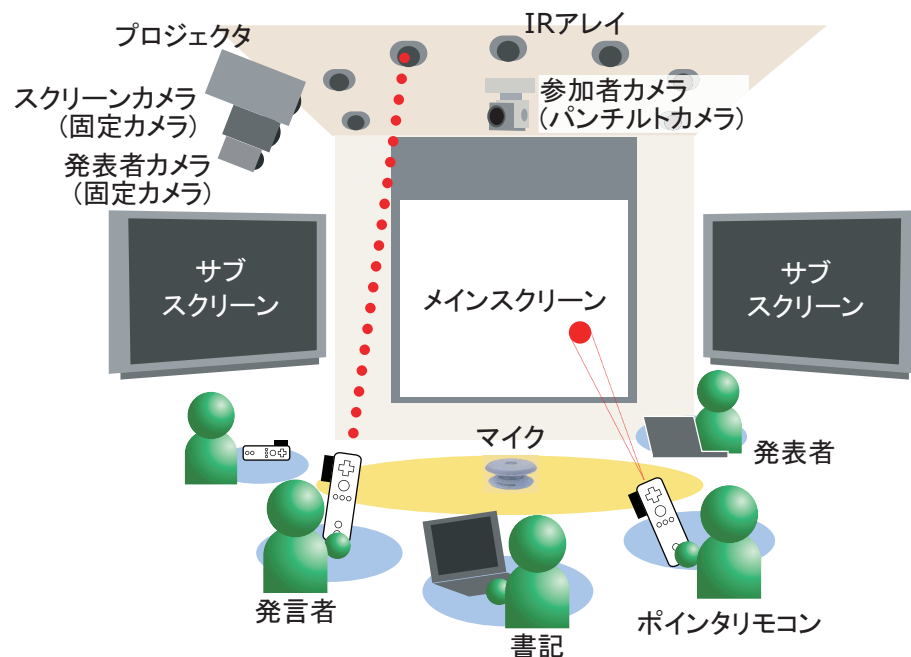 IRアレイ
プロジェクタ
参加者カメラ
(パンチルトカメラ)
スクリーンカメラ
(固定カメラ)
発表者カメラ
(固定カメラ)
サブ
スクリーン
メインスクリーン
サブ
スクリーン
マイク
発表者
発言者
書記
ポインタリモコン